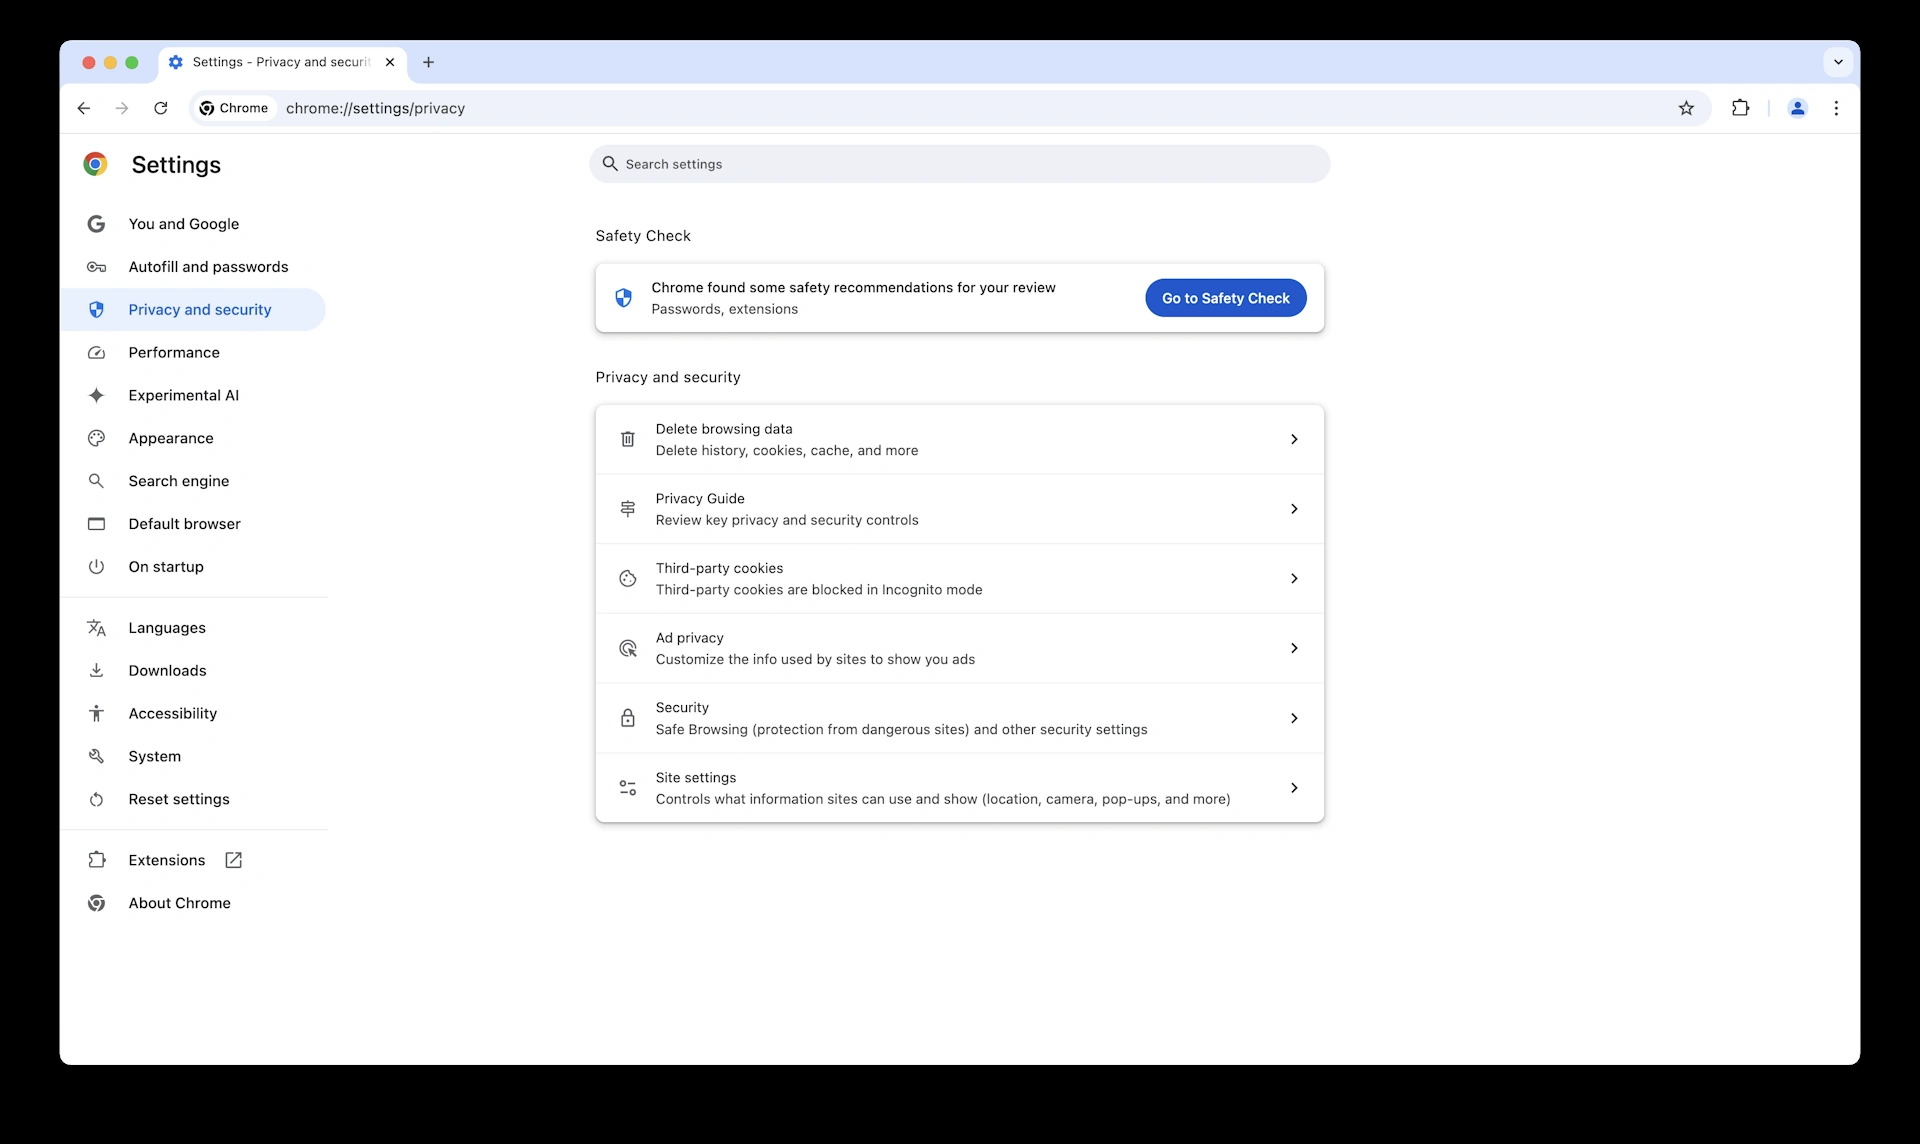 Settings - Privacy and securit
Chrome
chrome://settings/privacy
Settings
Search settings
You and Google
Autofill and passwords
Privacy and security
Performance
Experimental AI
Appearance
Search engine
Default browser
On startup
Languages
Downloads
Accessibility
System
Reset settings
Extensions
About Chrome
Safety Check
Chrome found some safety recommendations for your review
Passwords, extensions
Go to Safety Check
Privacy and security
Delete browsing data
Delete history, cookies, cache, and more
Privacy Guide
Review key privacy and security controls
Third-party cookies
Third-party cookies are blocked in Incognito mode
Ad privacy
Customize the info used by sites to show you ads
Security
Safe Browsing (protection from dangerous sites) and other security settings
Site settings
Controls what information sites can use and show (location, camera, pop-ups, and more)